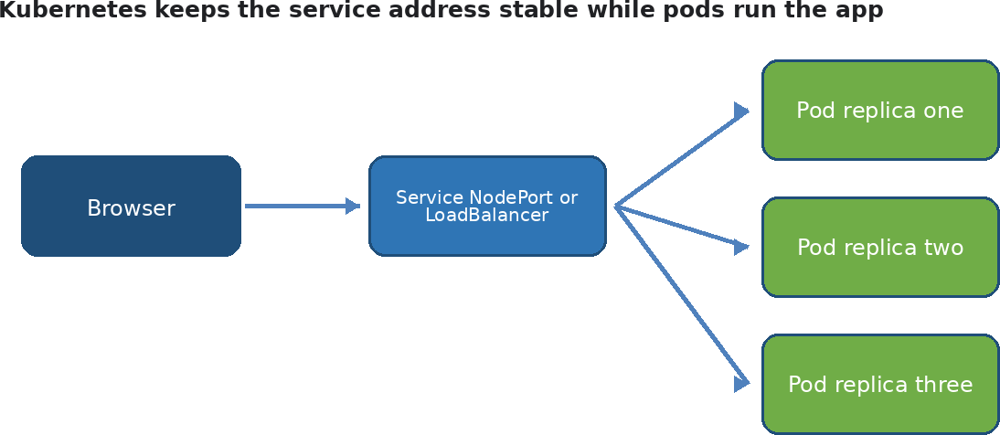 Kubernetes keeps the service address stable while pods run the app
Pod replica one
Browser
Service NodePort or
LoadBalancer
Pod replica two
Pod replica three